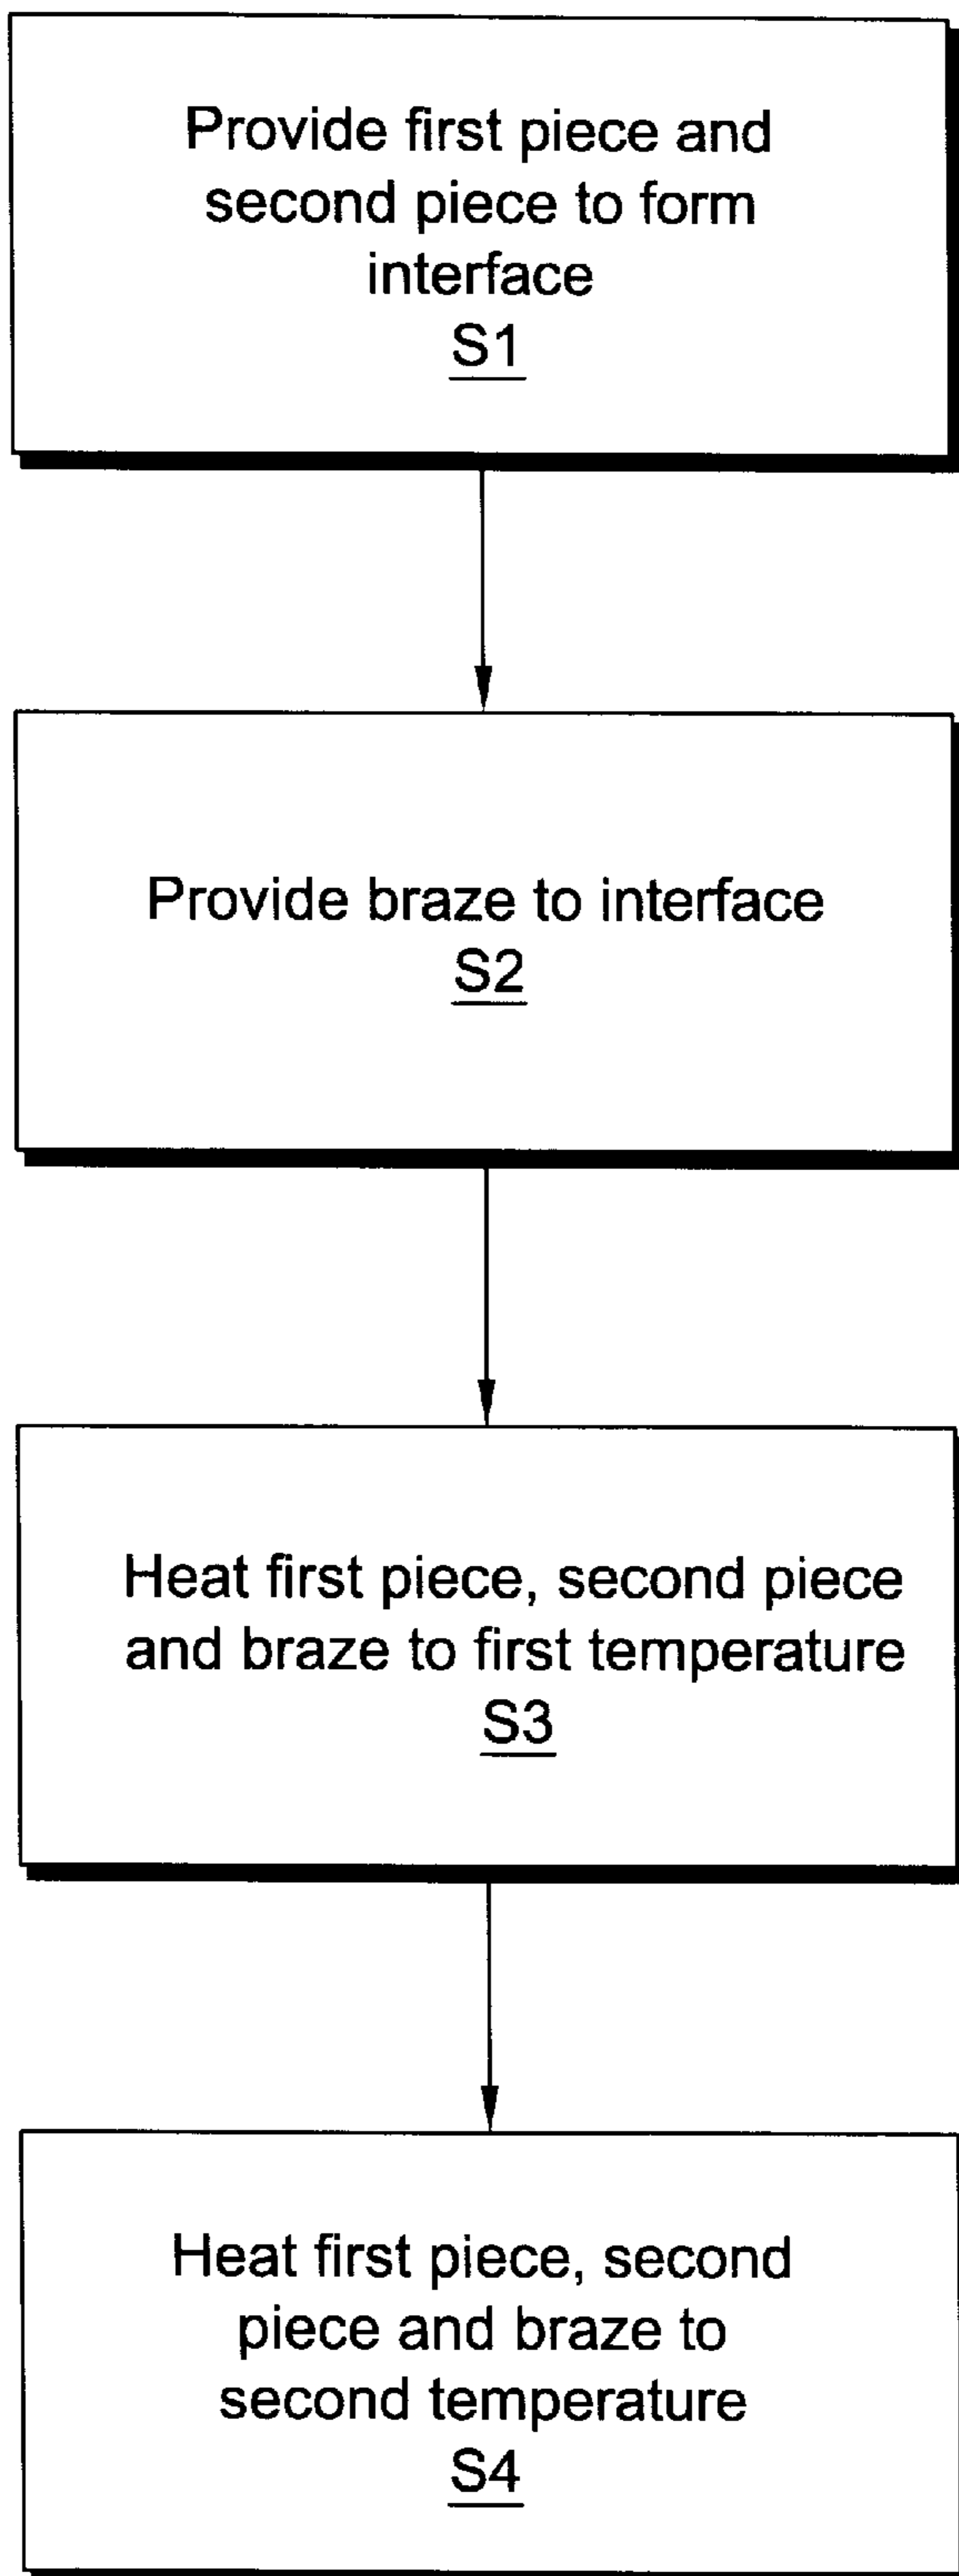 Provide first piece and
second piece to form
interface
S1
Provide braze to interface
S2
Heat first piece, second piece
and braze to first temperature
S3
Heat first piece, second
piece and braze to
second temperature
S4